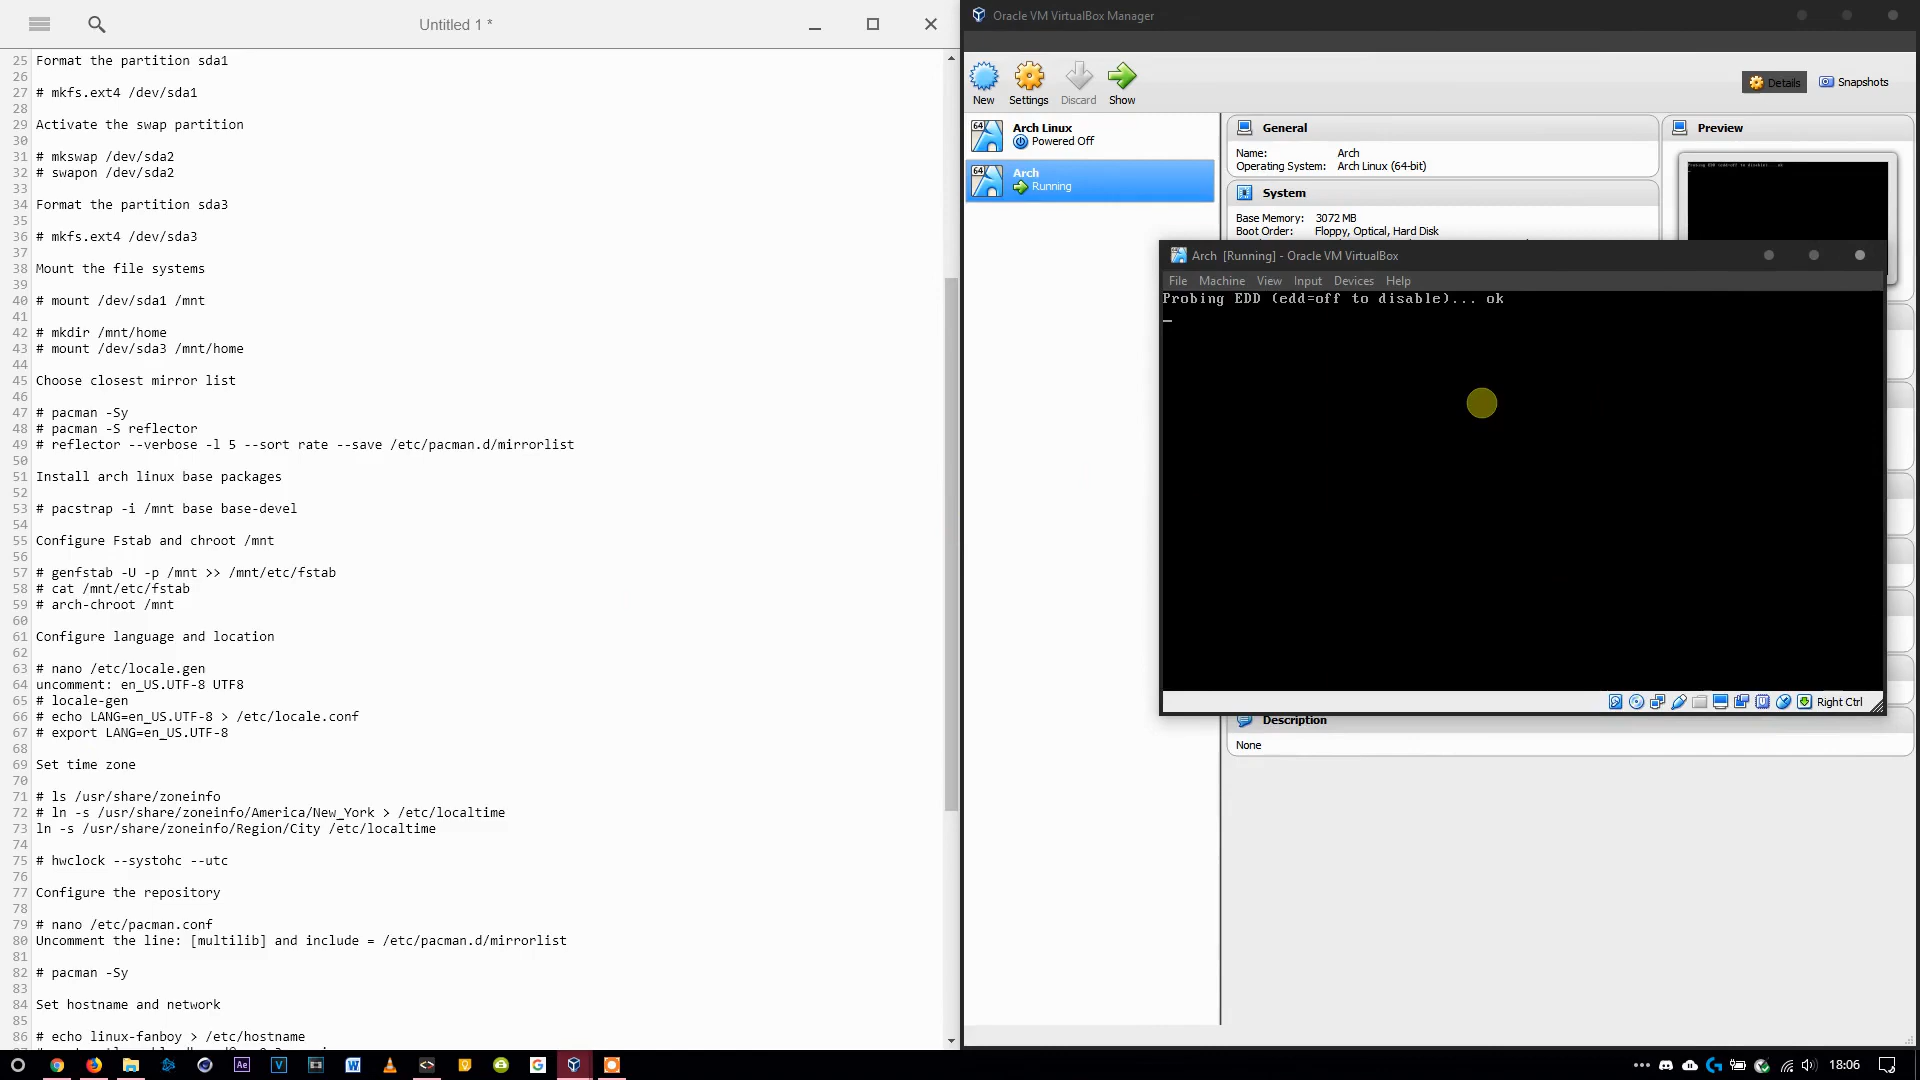 Untitled 1 *
25 Format the partition sda1
26
27 # mkfs.ext4 /dev/sda1
28
29 Activate the swap partition
30
31 # mkswap /dev/sda2
32 # swapon /dev/sda2
33
34 Format the partition sda3
35
36 # mkfs.ext4 /dev/sda3
37
38 Mount the file systems
39
40 # mount /dev/sda1 /mnt
41
42 # mkdir /mnt/home
43 # mount /dev/sda3 /mnt/home
44
45 Choose closest mirror list
46
47 # pacman -Sy
48 # pacman -S reflector
49 # reflector --verbose -l 5 --sort rate --save /etc/pacman.d/mirrorlist
50
51 Install arch linux base packages
52
53 # pacstrap -i /mnt base base-devel
54
55 Configure Fstab and chroot /mnt
56
57 # genfstab -U -p /mnt >> /mnt/etc/fstab
58 # cat /mnt/etc/fstab
59 # arch-chroot /mnt
60
61 Configure language and location
62
63 # nano /etc/locale.gen
64 uncomment: en_US.UTF-8 UTF8
65 # locale-gen
66 # echo LANG=en_US.UTF-8 > /etc/locale.conf
67 # export LANG=en_US.UTF-8
68
69 Set time zone
70
71 # ls /usr/share/zoneinfo
72 # ln -s /usr/share/zoneinfo/America/New_York > /etc/localtime
73 ln -s /usr/share/zoneinfo/Region/City /etc/localtime
74
75 # hwclock --systohc --utc
76
77 Configure the repository
78
79 # nano /etc/pacman.conf
80 Uncomment the line: [multilib] and include = /etc/pacman.d/mirrorlist
81
82 # pacman -Sy
83
84 Set hostname and network
85
86 # echo linux-fanboy > /etc/hostname
Oracle VM VirtualBox Manager
New
Settings
Discard
Show
Details
Snapshots
64
Arch Linux
Powered Off
64
Arch
Running
General
Name: Arch
Operating System: Arch Linux (64-bit)
System
Base Memory: 3072 MB
Boot Order: Floppy, Optical, Hard Disk
Preview
Probing EDD (edd=off to disable)... ok
Arch [Running] - Oracle VM VirtualBox
File Machine View Input Devices Help
Probing EDD (edd=off to disable)... ok
_
Right Ctrl
Description
None
Ae
V
W
G
18:06